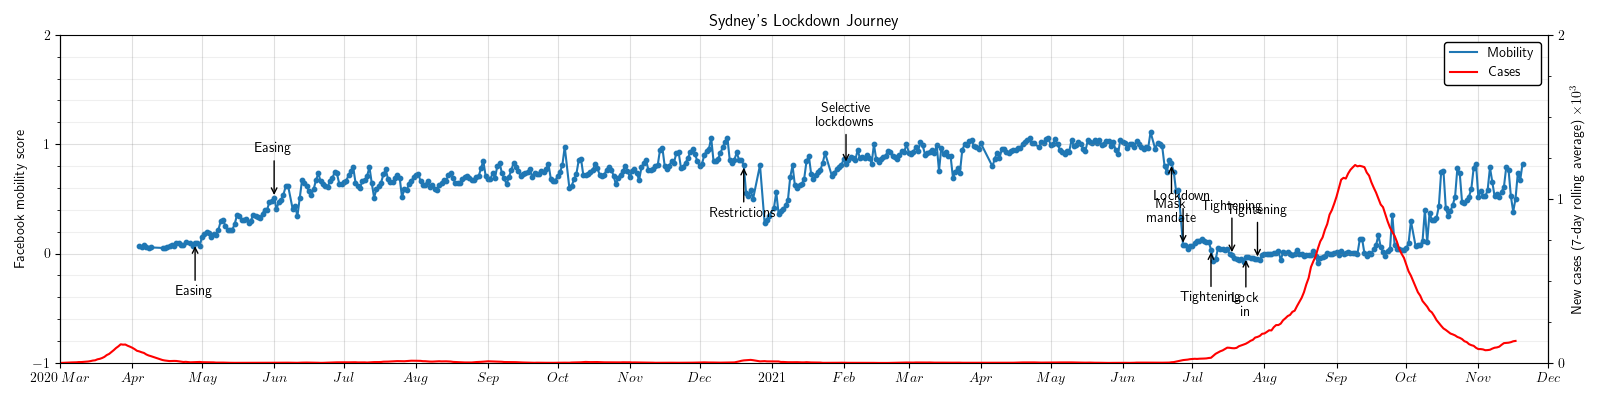 Sydney's Lockdown Journey
2
1
0
−1
Facebook mobility score
2
1
0
New cases (7-day rolling average) ×10³
Mobility
Cases
Easing
Easing
Restrictions
Selective
lockdowns
Mask
mandate
Lockdown
Tightening
Tightening
Tightening
Lock
in
2020 Mar
Apr
May
Jun
Jul
Aug
Sep
Oct
Nov
Dec
2021
Feb
Mar
Apr
May
Jun
Jul
Aug
Sep
Oct
Nov
Dec